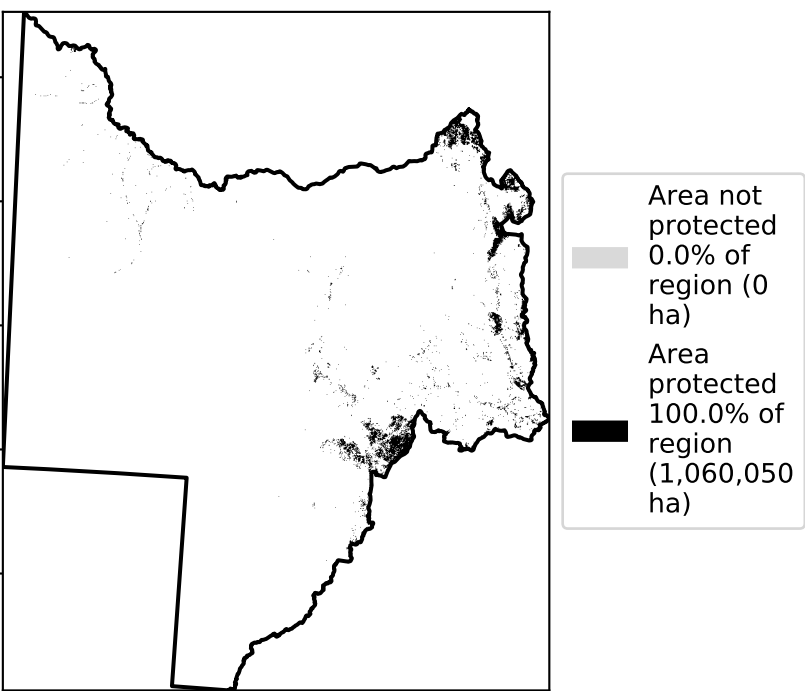 Area not
protected
0.0% of
region (0
ha)
Area
protected
100.0% of
region
(1,060,050
ha)